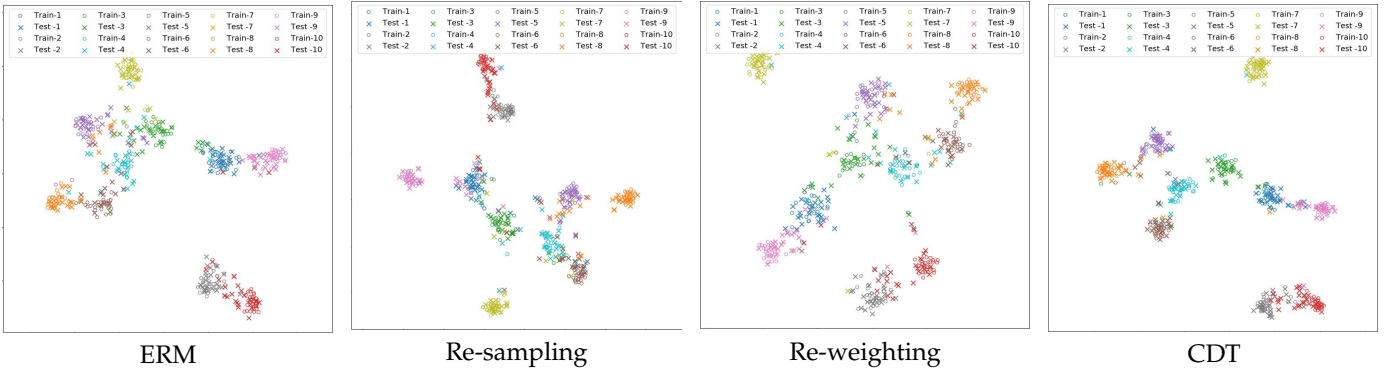 Train-1 Train-3 Train-5 Train-7 Train-9
Test -1 Test -3 Test -5 Test -7 Test -9
Train-2 Train-4 Train-6 Train-8 Train-10
Test -2 Test -4 Test -6 Test -8 Test -10
Train-1 Train-3 Train-5 Train-7 Train-9
Test -1 Test -3 Test -5 Test -7 Test -9
Train-2 Train-4 Train-6 Train-8 Train-10
Test -2 Test -4 Test -6 Test -8 Test -10
Train-1 Train-3 Train-5 Train-7 Train-9
Test -1 Test -3 Test -5 Test -7 Test -9
Train-2 Train-4 Train-6 Train-8 Train-10
Test -2 Test -4 Test -6 Test -8 Test -10
Train-1 Train-3 Train-5 Train-7 Train-9
Test -1 Test -3 Test -5 Test -7 Test -9
Train-2 Train-4 Train-6 Train-8 Train-10
Test -2 Test -4 Test -6 Test -8 Test -10
ERM Re-sampling Re-weighting CDT